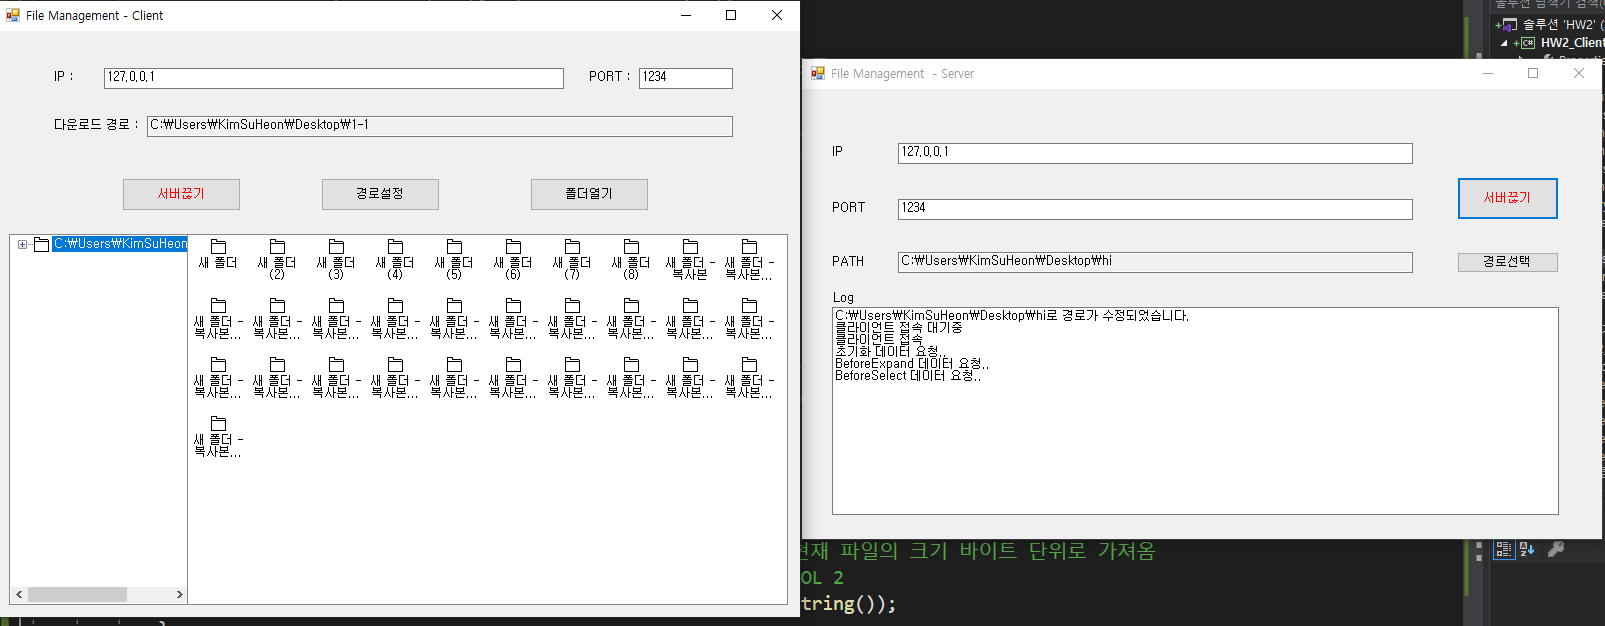 File Management - Client
IP :
127.0.0.1
PORT :
1234
다운로드 경로 :
C:₩Users₩KimSuHeon₩Desktop₩1-1
서버끊기
경로설정
폴더열기
C:₩Users₩KimSuHeon
새 폴더
새 폴더
(2)
새 폴더
(3)
새 폴더
(4)
새 폴더
(5)
새 폴더
(6)
새 폴더
(7)
새 폴더
(8)
새 폴더 -
복사본
새 폴더 -
복사본...
새 폴더 -
복사본...
새 폴더 -
복사본...
새 폴더 -
복사본...
새 폴더 -
복사본...
새 폴더 -
복사본...
새 폴더 -
복사본...
새 폴더 -
복사본...
새 폴더 -
복사본...
새 폴더 -
복사본...
새 폴더 -
복사본...
새 폴더 -
복사본...
새 폴더 -
복사본...
새 폴더 -
복사본...
새 폴더 -
복사본...
새 폴더 -
복사본...
새 폴더 -
복사본...
새 폴더 -
복사본...
새 폴더 -
복사본...
새 폴더 -
복사본...
새 폴더 -
복사본...
새 폴더 -
복사본...
File Management - Server
IP
127.0.0.1
PORT
1234
서버끊기
PATH
C:₩Users₩KimSuHeon₩Desktop₩hi
경로선택
Log
C:₩Users₩KimSuHeon₩Desktop₩hi로 경로가 수정되었습니다.
클라이언트 접속 대기중
클라이언트 접속
초기화 데이터 요청..
BeforeExpand 데이터 요청..
BeforeSelect 데이터 요청..
솔루션 탐색기 검색(
솔루션 'HW2' (
HW2_Client
현재 파일의 크기 바이트 단위로 가져옴
OL 2
tring());